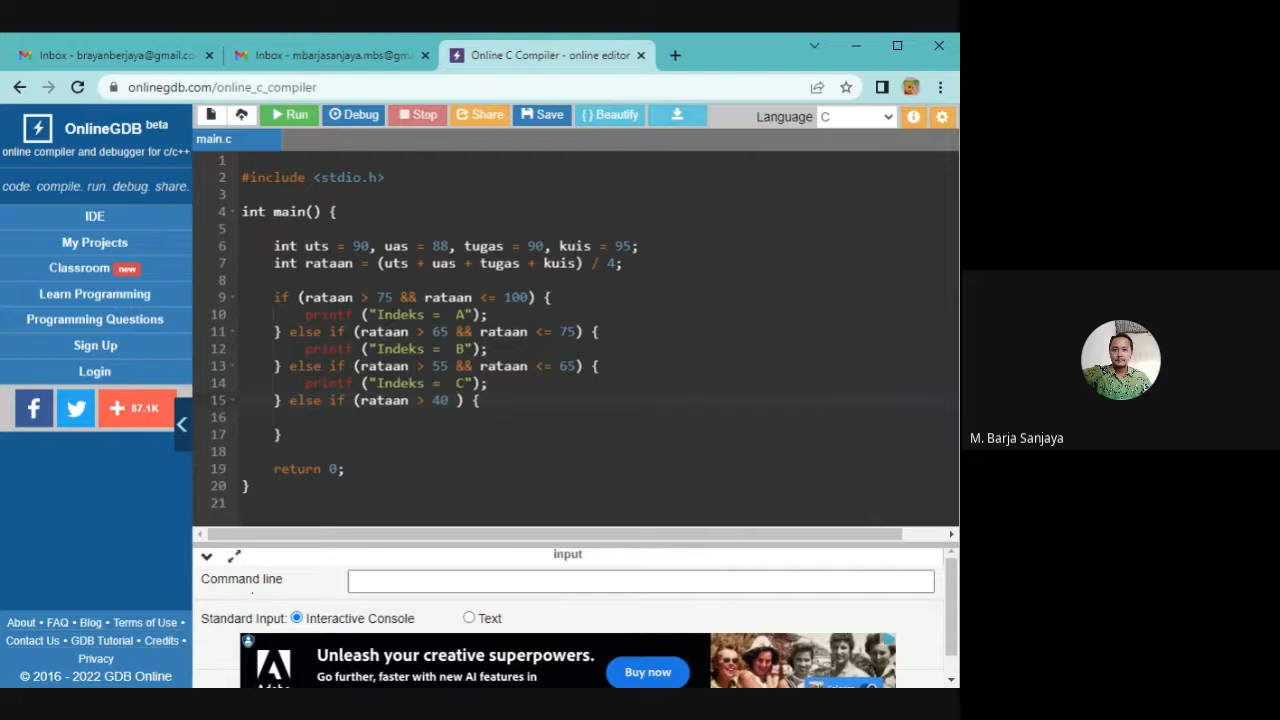 Inbox - brayanberjaya@gmail.co
Inbox - mbarjasanjaya.mbs@gm
Online C Compiler - online editor
onlinegdb.com/online_c_compiler
OnlineGDB beta
online compiler and debugger for c/c++
code. compile. run. debug. share.
IDE
My Projects
Classroom new
Learn Programming
Programming Questions
Sign Up
Login
87.1K
About • FAQ • Blog • Terms of Use •
Contact Us • GDB Tutorial • Credits •
Privacy
© 2016 - 2022 GDB Online
Run Debug Stop Share Save { } Beautify
Language C
main.c
1
2 #include <stdio.h>
3
4 int main() {
5
6 int uts = 90, uas = 88, tugas = 90, kuis = 95;
7 int rataan = (uts + uas + tugas + kuis) / 4;
8
9 if (rataan > 75 && rataan <= 100) {
10 printf ("Indeks =  A");
11 } else if (rataan > 65 && rataan <= 75) {
12 printf ("Indeks =  B");
13 } else if (rataan > 55 && rataan <= 65) {
14 printf ("Indeks =  C");
15 } else if (rataan > 40 ) {
16
17 }
18
19 return 0;
20 }
21
input
Command line
Standard Input: Interactive Console Text
Unleash your creative superpowers.
Go further, faster with new AI features in
Buy now
M. Barja Sanjaya